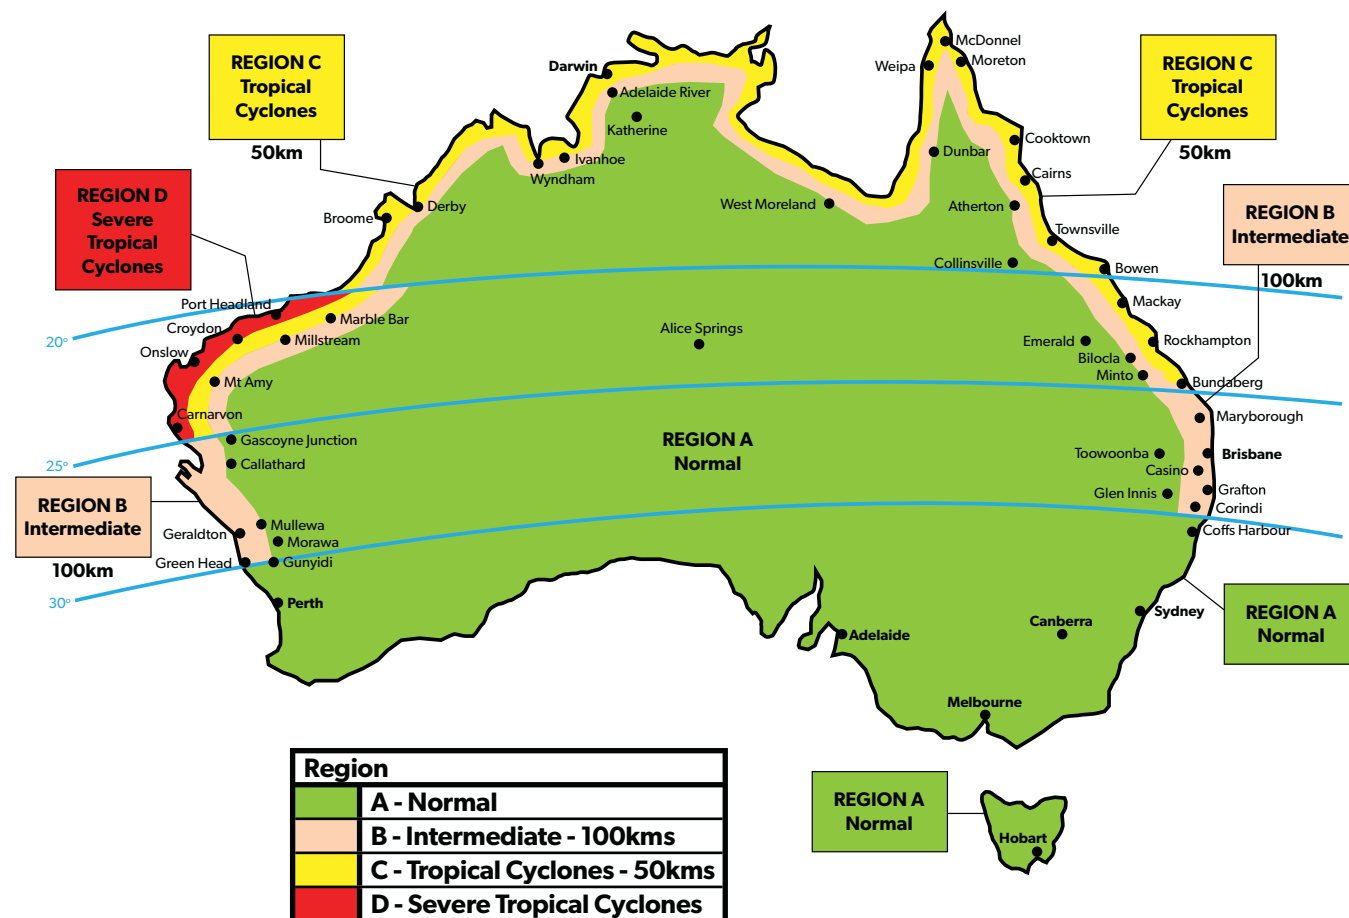 McDonnel
Moreton
Weipa
REGION C
Tropical
Cyclones
50km
Darwin
Adelaide River
Katherine
REGION C
Tropical
Cyclones
50km
Cooktown
Dunbar
Ivanhoe
Wyndham
Cairns
REGION D
Severe
Tropical
Cyclones
Broome
Derby
West Moreland
Atherton
REGION B
Intermediate
100km
Townsville
Collinsville
Bowen
Port Headland
Mackay
Croydon
Marble Bar
Alice Springs
20°
Millstream
Emerald
Rockhampton
Onslow
Bilocla
Minto
Mt Amy
Bundaberg
Carnarvon
Maryborough
Gascoyne Junction
REGION A
Normal
25°
Callathard
Toowoonba
Brisbane
Casino
Glen Innis
Grafton
Corindi
REGION B
Intermediate
100km
Mullewa
Geraldton
Morawa
Coffs Harbour
Green Head
Gunyidi
30°
Perth
Sydney
REGION A
Normal
Adelaide
Canberra
Melbourne
Region
A - Normal
B - Intermediate - 100kms
C - Tropical Cyclones - 50kms
D - Severe Tropical Cyclones
REGION A
Normal
Hobart